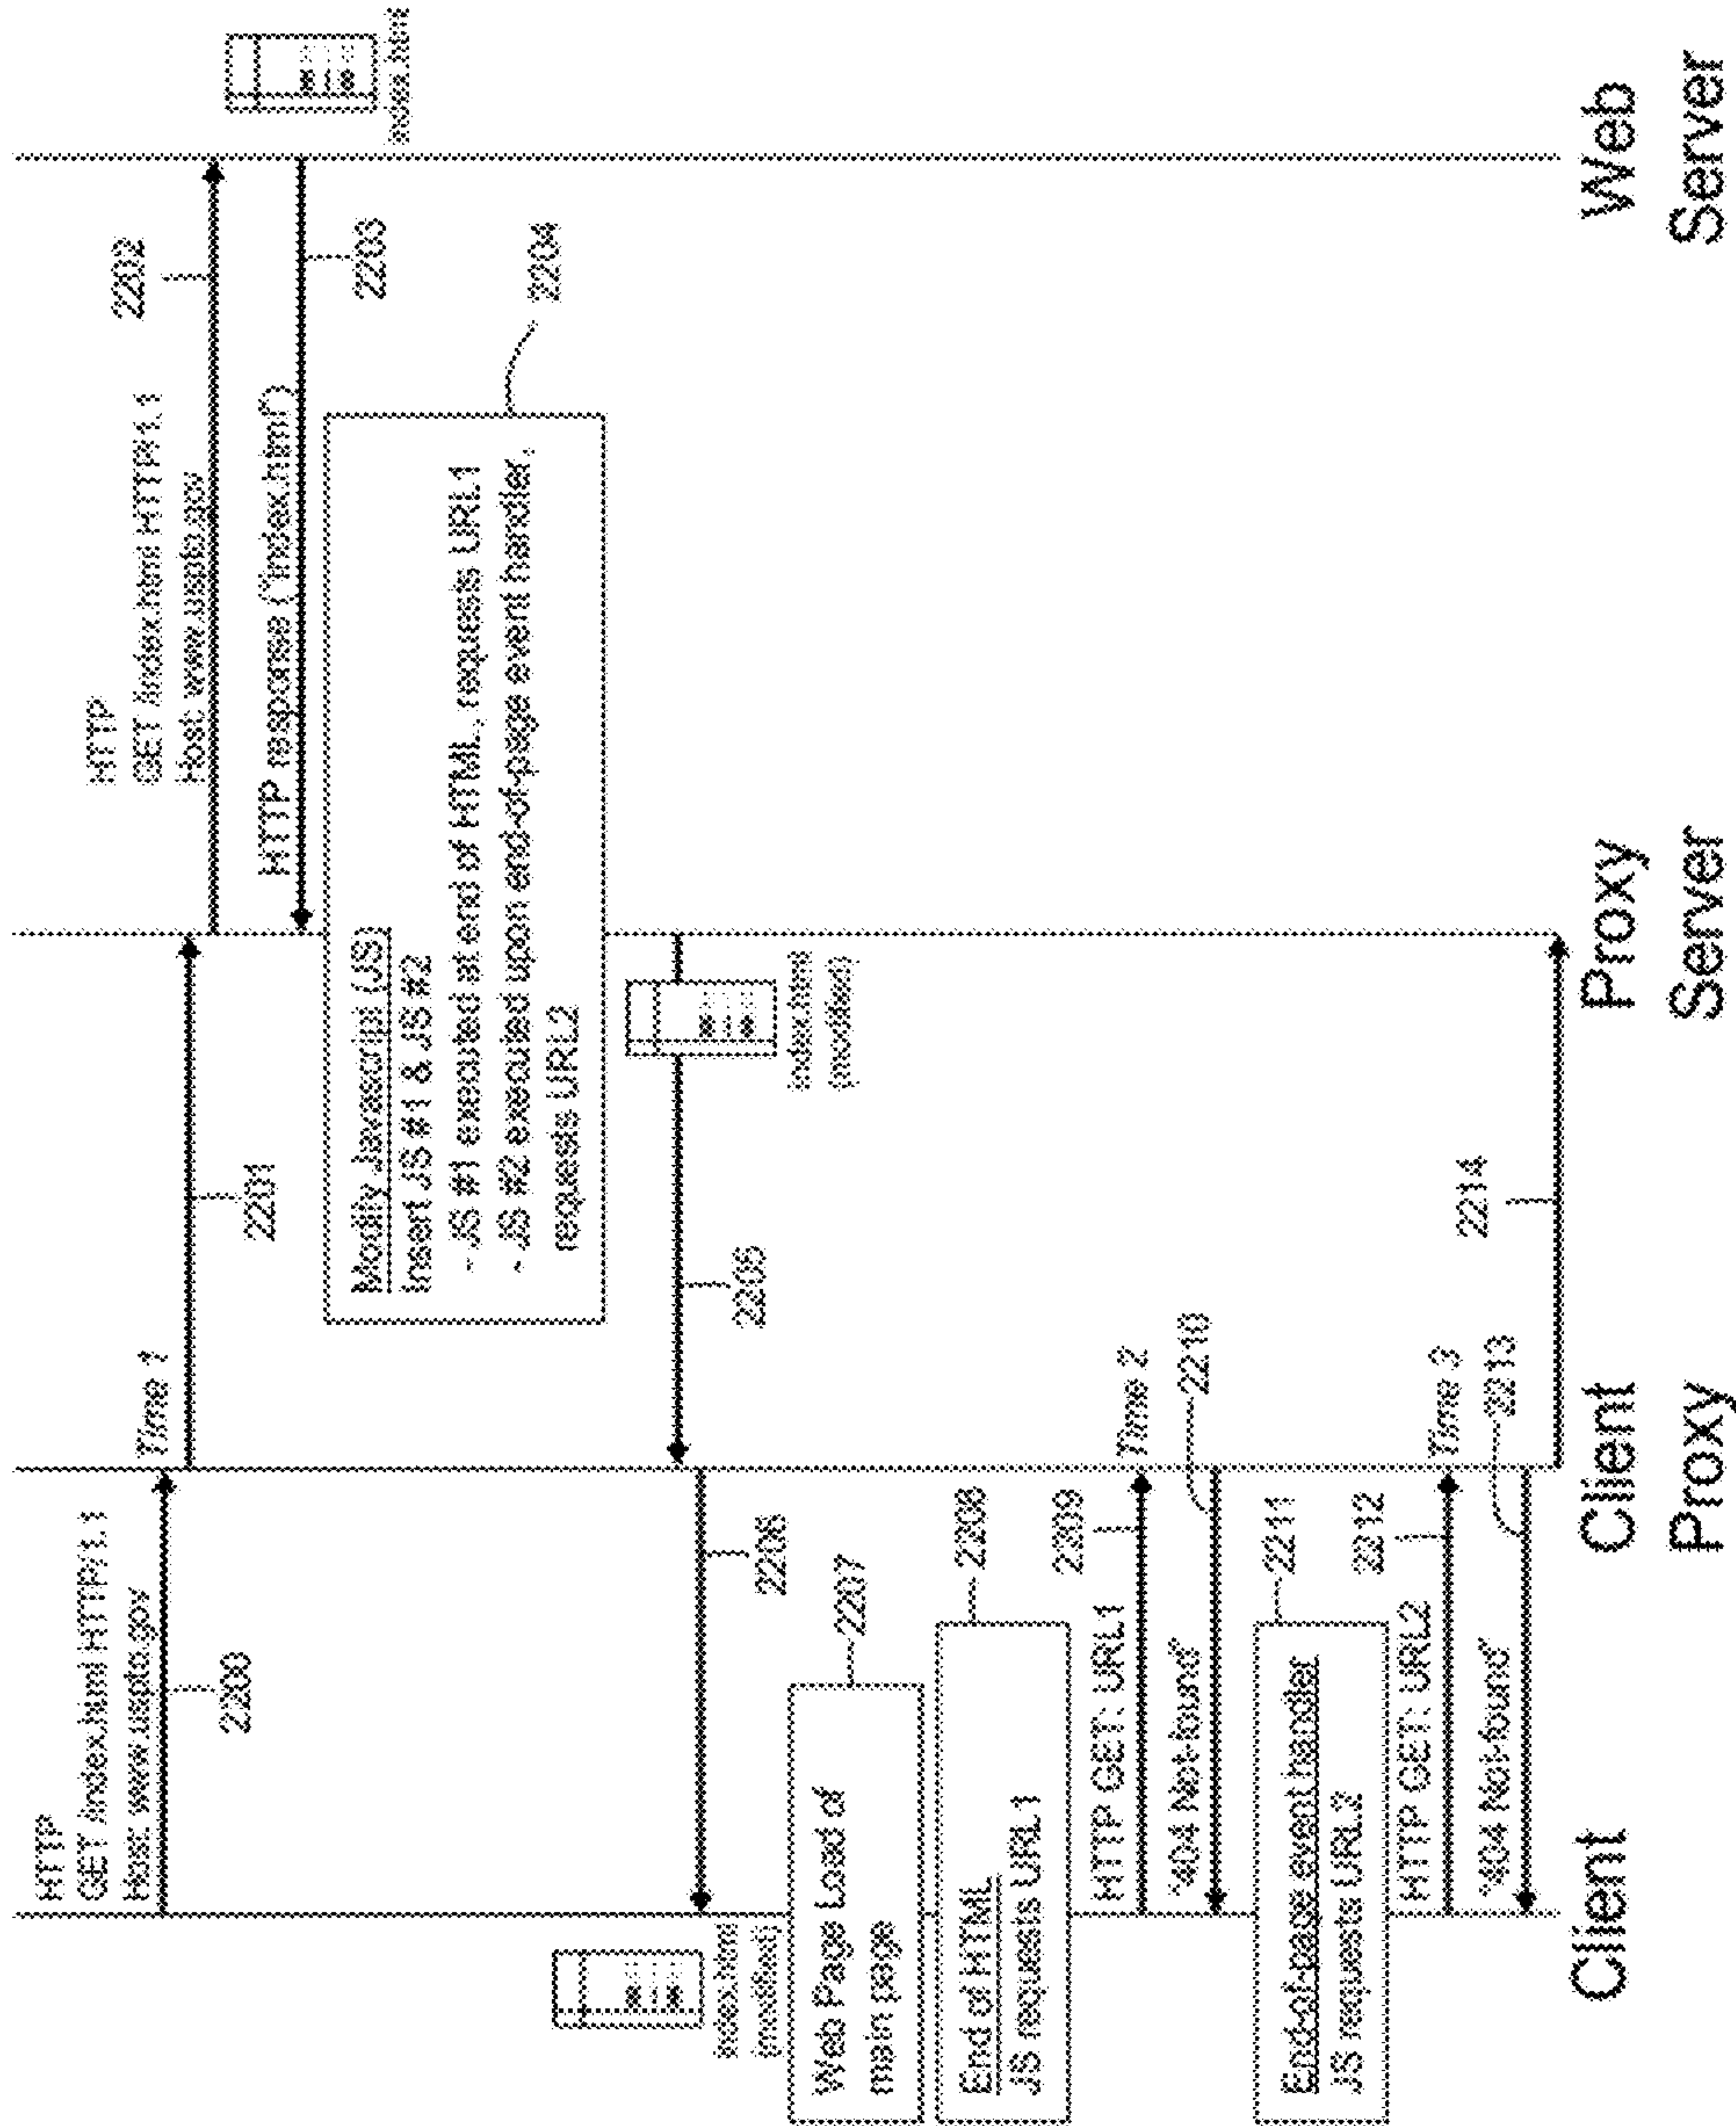 HTTP
GET /index.html HTTP/1.1
Host: www.uspto.gov
2200
Time 1
2201
HTTP
GET /index.html HTTP/1.1
Host: www.uspto.gov
2202
HTTP response ("index.html")
2203
index.html
Modify Javascript (JS)
Insert JS #1 & JS #2
- JS #1 executed at end of HTML, requests URL1
- JS #2 executed upon end-of-page event handler,
requests URL2
2204
index.html
(modified)
2205
2206
index.html
(modified)
Web Page Load of
main page
2207
End of HTML
JS requests URL1
2208
HTTP GET: URL1
2209
Time 2
"404 Not-found"
2210
End-of-page event handler
JS requests URL2
2211
HTTP GET: URL2
2212
Time 3
"404 Not-found"
2213
2214
Client
Client
Proxy
Proxy
Server
Web
Server